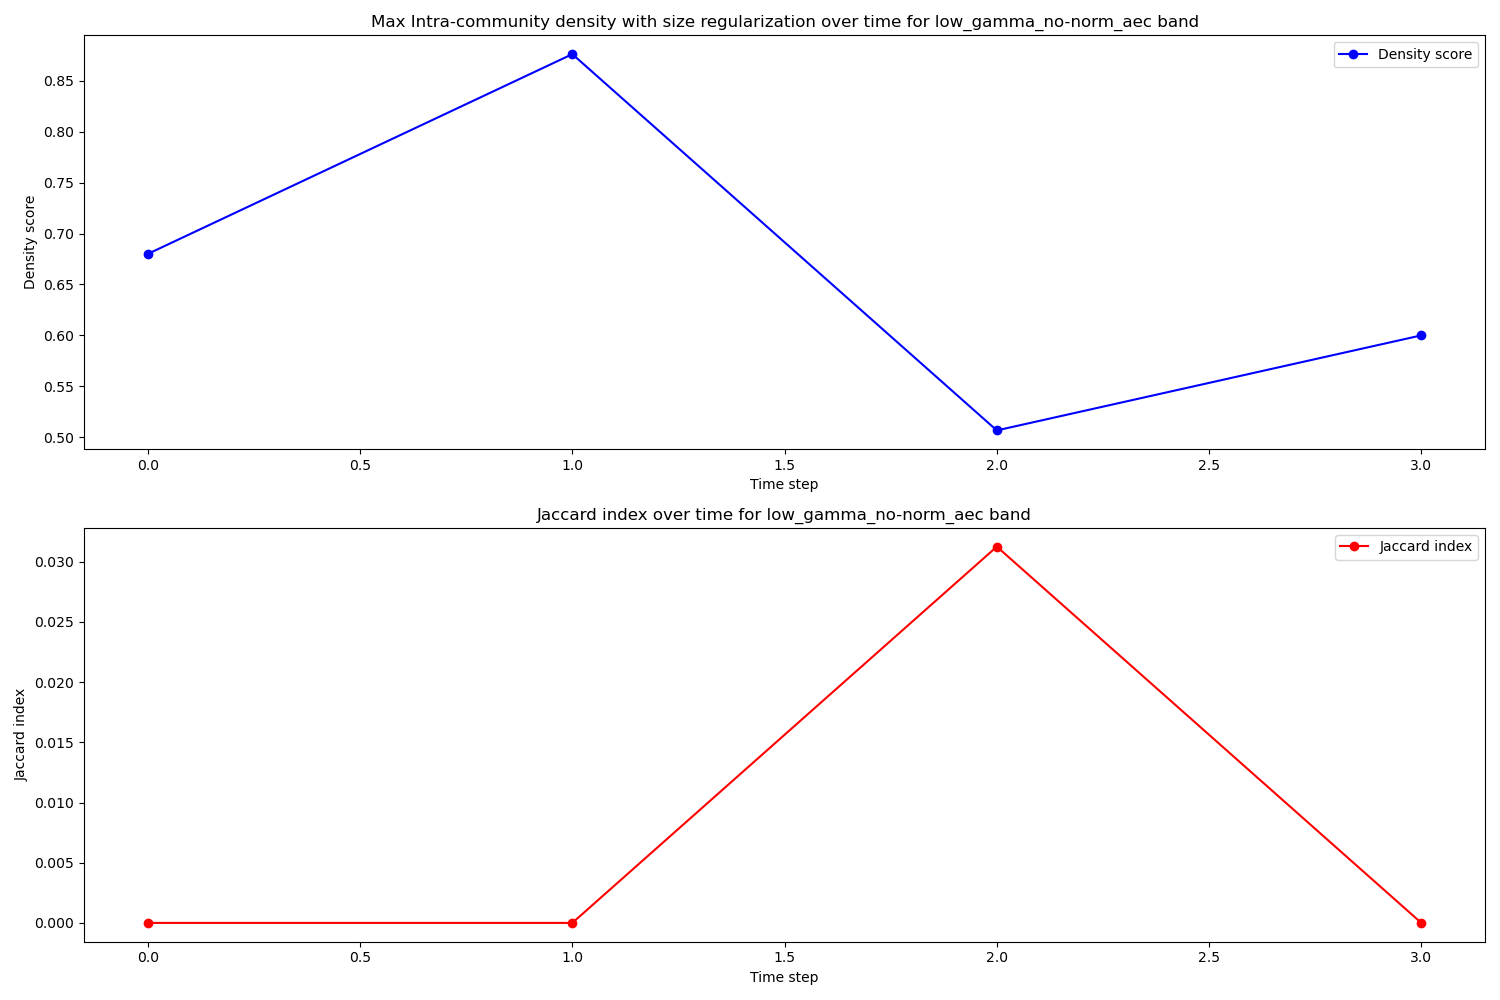 Max Intra-community density with size regularization over time for low_gamma_no-norm_aec band
Density score
0.85
0.80
0.75
0.70
0.65
0.60
0.55
0.50
Density score
0.0 0.5 1.0 1.5 2.0 2.5 3.0
Time step
Jaccard index over time for low_gamma_no-norm_aec band
Jaccard index
0.030
0.025
0.020
0.015
0.010
0.005
0.000
Jaccard index
0.0 0.5 1.0 1.5 2.0 2.5 3.0
Time step